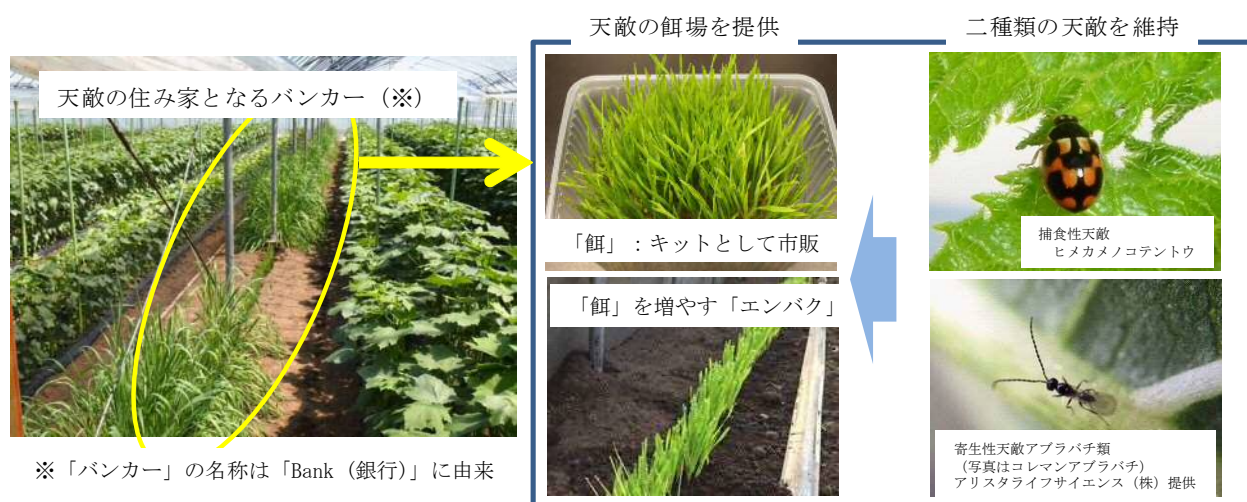 天敵の餌場を提供
二種類の天敵を維持
天敵の住み家となるバンカー（※）
「餌」：キットとして市販
「餌」を増やす「エンバク」
捕食性天敵
ヒメカメノコテントウ
寄生性天敵アブラバチ類
（写真はコレマンアブラバチ）
アリスタライフサイエンス（株）提供
※「バンカー」の名称は「Bank（銀行）」に由来